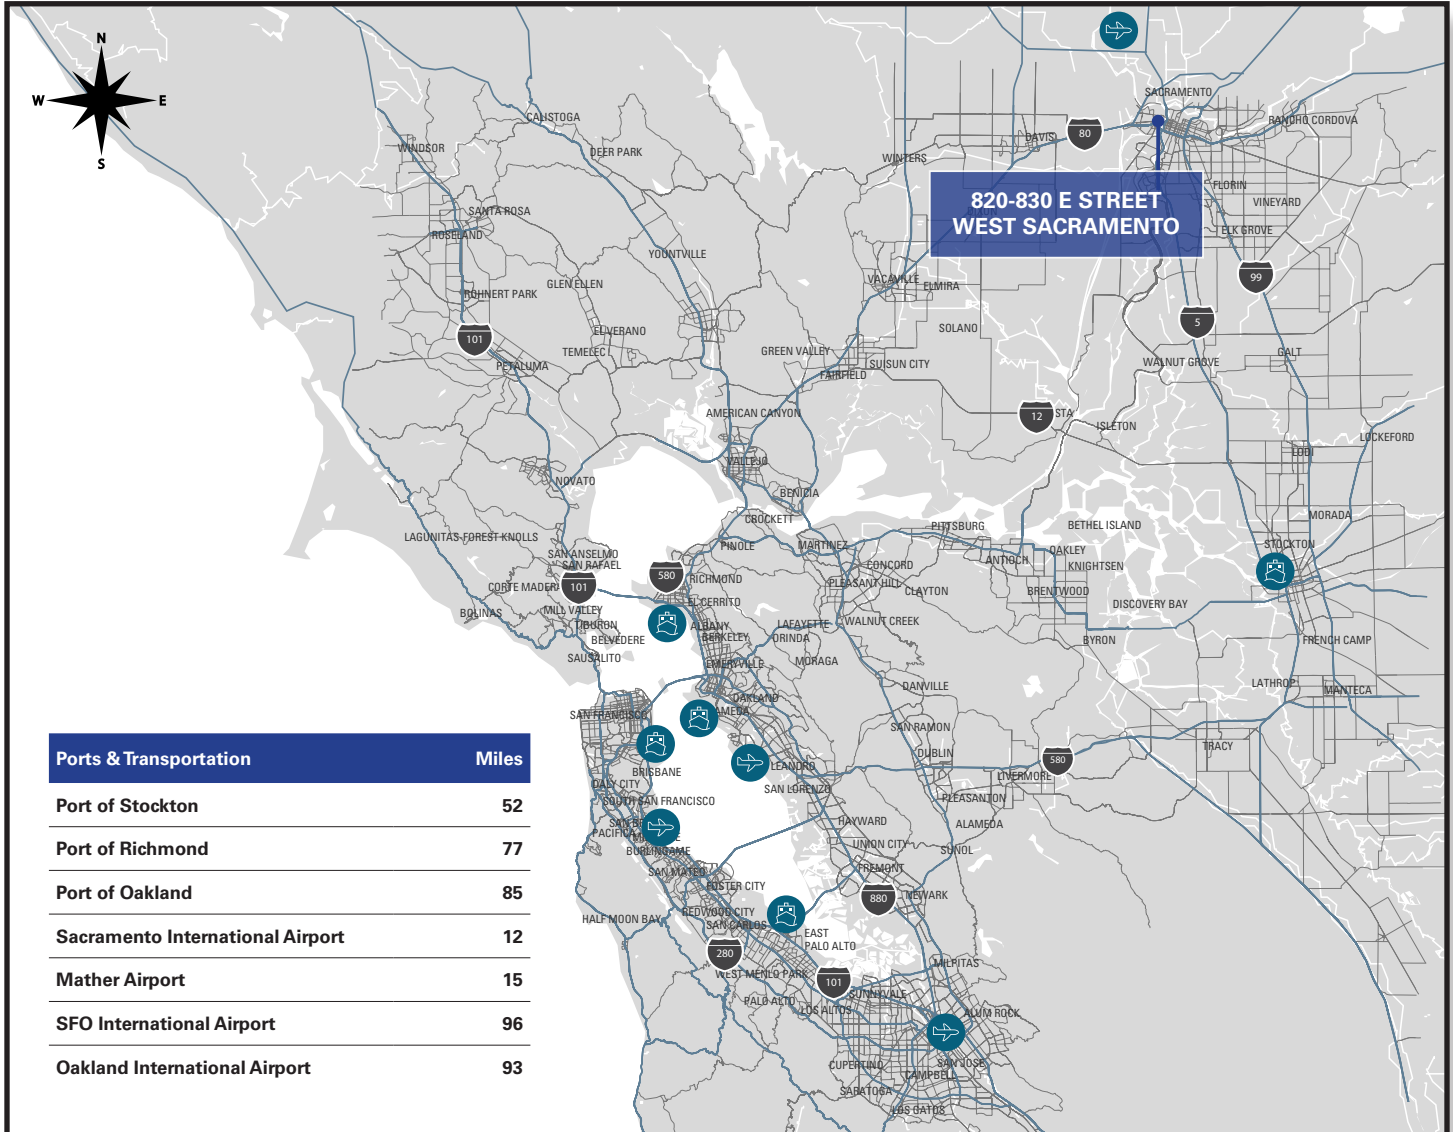 N
W E
S
SACRAMENTO
CALISTOGA
RANCHO CORDOVA
80
DAVIS
WINDSOR
DEER PARK
WINTERS
820-830 E STREET
WEST SACRAMENTO
FLORIN
VINEYARD
SANTA ROSA
ROSELAND
ELK GROVE
YOUNTVILLE
99
VACAVILLE
ELMIRA
GLEN ELLEN
ROHNERT PARK
5
SOLANO
EL VERANO
101
TEMELEC
GREEN VALLEY
GALT
PETALUMA
SUISUN CITY
WALNUT GROVE
FAIRFIELD
AMERICAN CANYON
12
STA
ISLETON
LOCKEFORD
LODI
VALLEJO
NOVATO
BENICIA
CROCKETT
MORADA
PITTSBURG
BETHEL ISLAND
LAGUNITAS-FOREST KNOLLS
PINOLE
MARTINEZ
STOCKTON
SAN ANSELMO
SAN RAFAEL
OAKLEY
ANTIOCH
KNIGHTSEN
CONCORD
580
RICHMOND
PLEASANT HILL
CORTE MADERA
101
CLAYTON
BRENTWOOD
EL CERRITO
DISCOVERY BAY
BOLINAS
MILL VALLEY
TIBURON
ALBANY
LAFAYETTE
WALNUT CREEK
BELVEDERE
BERKELEY
ORINDA
BYRON
FRENCH CAMP
SAUSALITO
EMERYVILLE
MORAGA
DANVILLE
LATHROP
MANTECA
OAKLAND
SAN FRANCISCO
AMEDA
SAN RAMON
TRACY
DUBLIN
580
BRISBANE
LEANDRO
LIVERMORE
DALY CITY
SAN LORENZO
SOUTH SAN FRANCISCO
PLEASANTON
HAYWARD
ALAMEDA
PACIFICA
UNION CITY
BURLINGAME
SUNOL
SAN MATEO
FREMONT
FOSTER CITY
880
NEWARK
HALF MOON BAY
REDWOOD CITY
SAN CARLOS
EAST
PALO ALTO
280
MILPITAS
WEST MENLO PARK
101
SUNNYVALE
PALO ALTO
LOS ALTOS
ALUM ROCK
CUPERTINO
SAN JOSE
CAMPBELL
SARATOGA
LOS GATOS
Ports & Transportation Miles
Port of Stockton 52
Port of Richmond 77
Port of Oakland 85
Sacramento International Airport 12
Mather Airport 15
SFO International Airport 96
Oakland International Airport 93